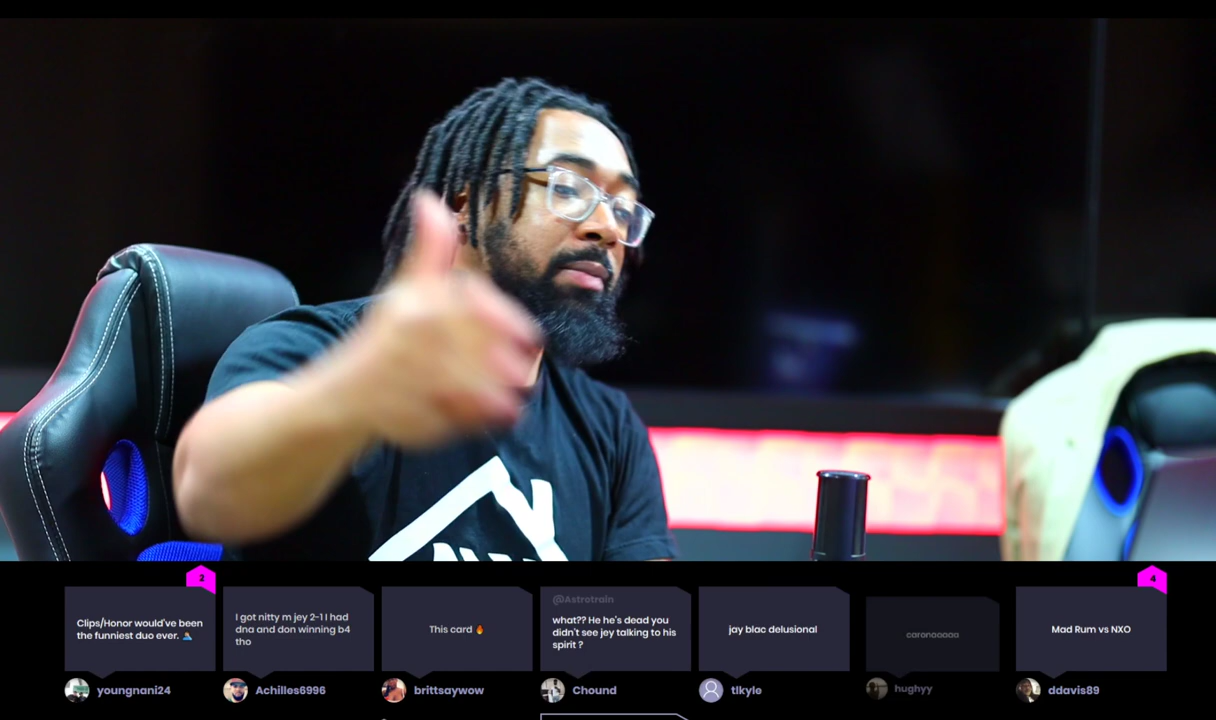 2
4
Clips/Honor would've been
the funniest duo ever.
I got nitty m jey 2-1 I had
dna and don winning b4
tho
This card 🔥
@Astrotrain
what?? He he's dead you
didn't see jey talking to his
spirit ?
jay blac delusional
Mad Rum vs NXO
youngnani24
Achilles6996
brittsaywow
Chound
tlkyle
hughyy
ddavis89